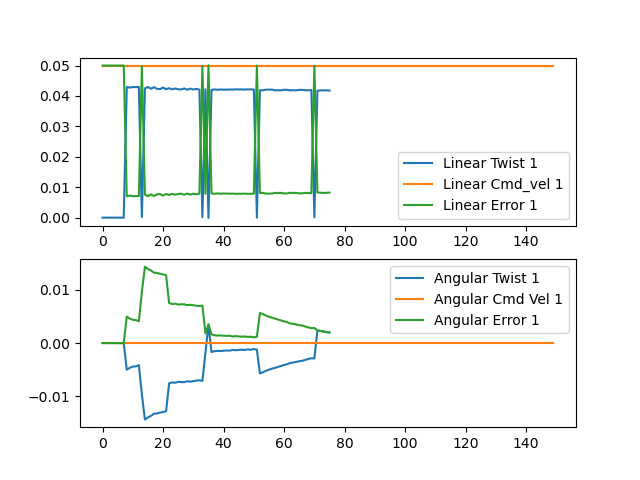 0.05
0.04
0.03
0.02
0.01
0.00
Linear Twist 1
Linear Cmd_vel 1
Linear Error 1
0 20 40 60 80 100 120 140
0.01
0.00
−0.01
Angular Twist 1
Angular Cmd Vel 1
Angular Error 1
0 20 40 60 80 100 120 140